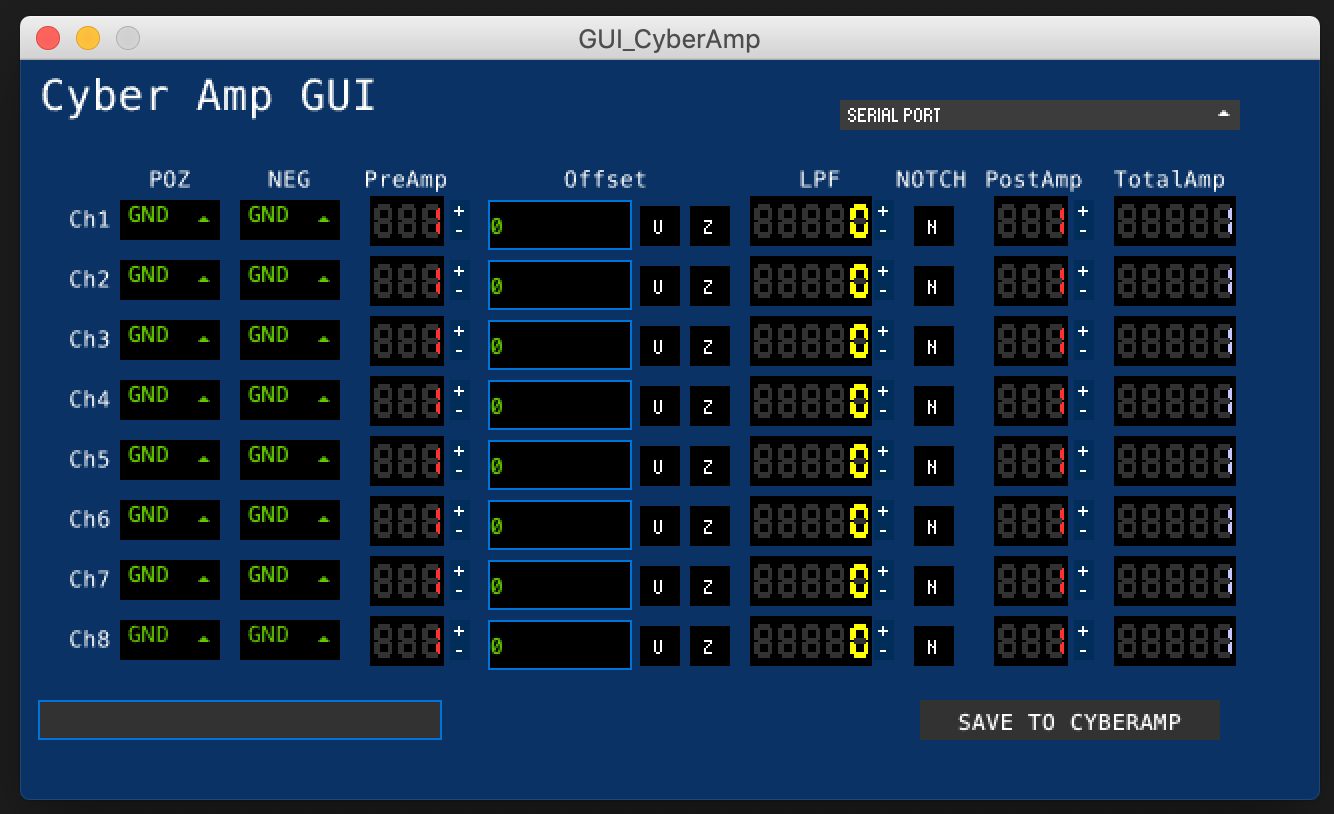 GUI_CyberAmp
Cyber Amp GUI
SERIAL PORT
POZ NEG PreAmp Offset LPF NOTCH PostAmp TotalAmp
Ch1 GND GND 1 + - 0 U Z 0 + - N 1 + - 1
Ch2 GND GND 1 + - 0 U Z 0 + - N 1 + - 1
Ch3 GND GND 1 + - 0 U Z 0 + - N 1 + - 1
Ch4 GND GND 1 + - 0 U Z 0 + - N 1 + - 1
Ch5 GND GND 1 + - 0 U Z 0 + - N 1 + - 1
Ch6 GND GND 1 + - 0 U Z 0 + - N 1 + - 1
Ch7 GND GND 1 + - 0 U Z 0 + - N 1 + - 1
Ch8 GND GND 1 + - 0 U Z 0 + - N 1 + - 1
SAVE TO CYBERAMP